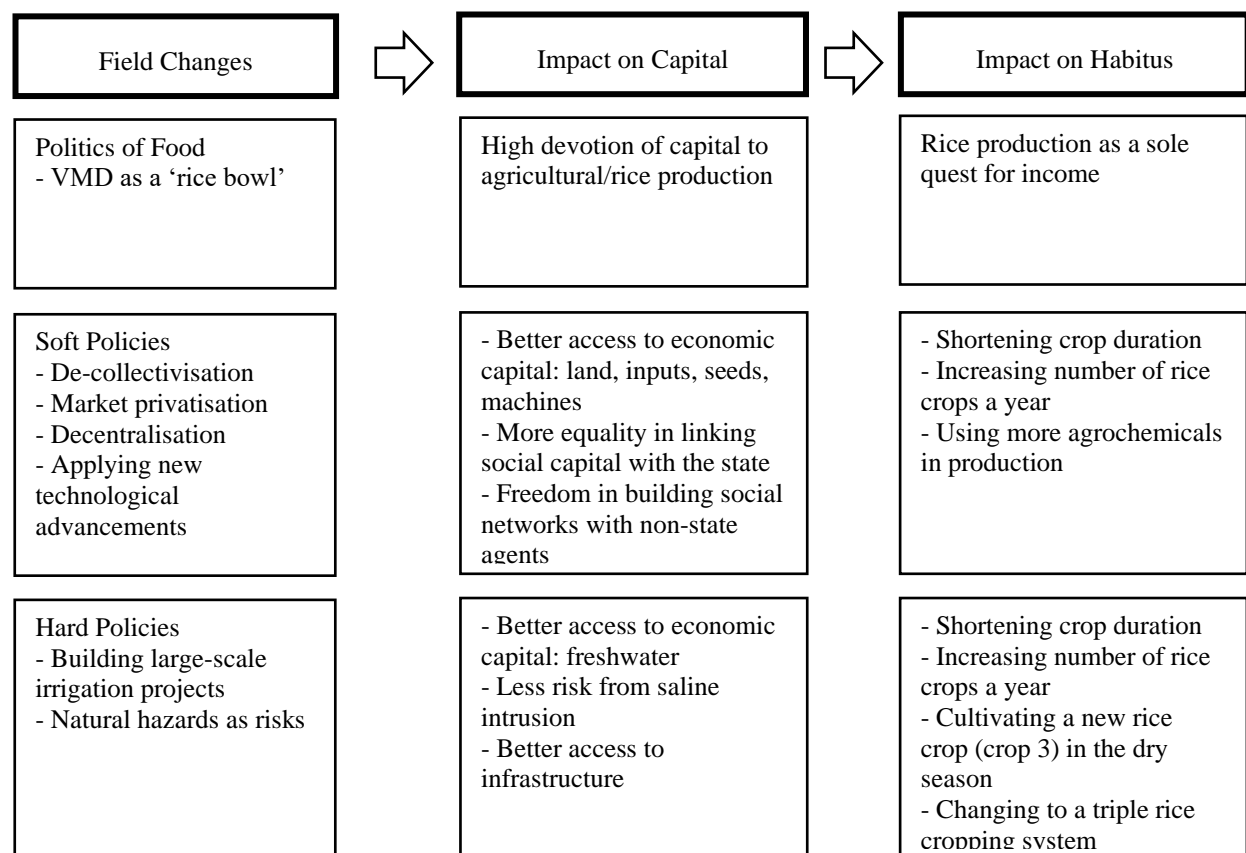 Field Changes
Impact on Capital
Impact on Habitus
Politics of Food
- VMD as a ‘rice bowl’
High devotion of capital to
agricultural/rice production
Rice production as a sole
quest for income
Soft Policies
- De-collectivisation
- Market privatisation
- Decentralisation
- Applying new
technological
advancements
- Better access to economic
capital: land, inputs, seeds,
machines
- More equality in linking
social capital with the state
- Freedom in building social
networks with non-state
agents
- Shortening crop duration
- Increasing number of rice
crops a year
- Using more agrochemicals
in production
Hard Policies
- Building large-scale
irrigation projects
- Natural hazards as risks
- Better access to economic
capital: freshwater
- Less risk from saline
intrusion
- Better access to
infrastructure
- Shortening crop duration
- Increasing number of rice
crops a year
- Cultivating a new rice
crop (crop 3) in the dry
season
- Changing to a triple rice
cropping system